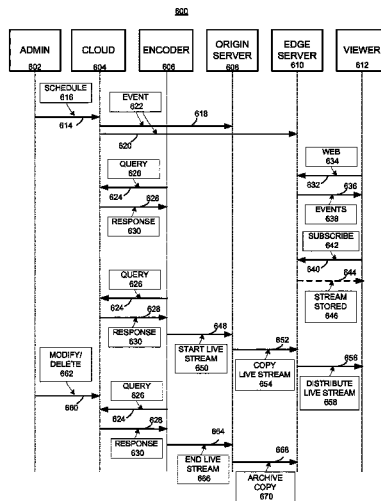 600
ADMIN
602
CLOUD
604
ENCODER
606
ORIGIN
SERVER
608
EDGE
SERVER
610
VIEWER
612
SCHEDULE
616
614
EVENT
622
618
620
WEB
634
632
636
EVENTS
638
QUERY
626
624
628
RESPONSE
630
SUBSCRIBE
642
640
644
STREAM
STORED
646
QUERY
626
624
628
RESPONSE
630
648
START LIVE
STREAM
650
652
COPY
LIVE STREAM
654
656
DISTRIBUTE
LIVE STREAM
658
MODIFY/
DELETE
662
660
QUERY
626
624
628
RESPONSE
630
664
END LIVE
STREAM
666
668
ARCHIVE
COPY
670